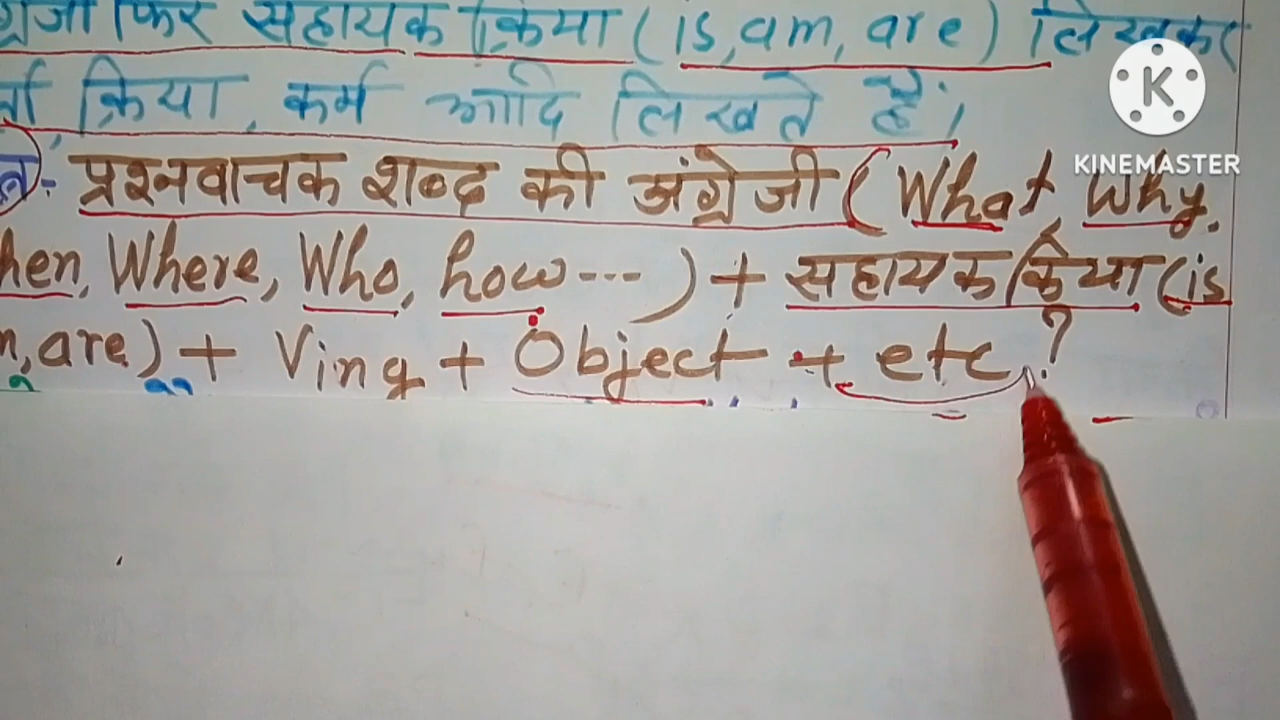 फिर सहायक क्रिया (is, am, are) लिखकर
क्रिया, कर्म आदि लिखते हैं।
प्रश्नवाचक शब्द की अंग्रेजी (What, Why,
hen, Where, Who, how---) + सहायक क्रिया (is
m, are) + Ving + Object + etc.?
K
KINEMASTER